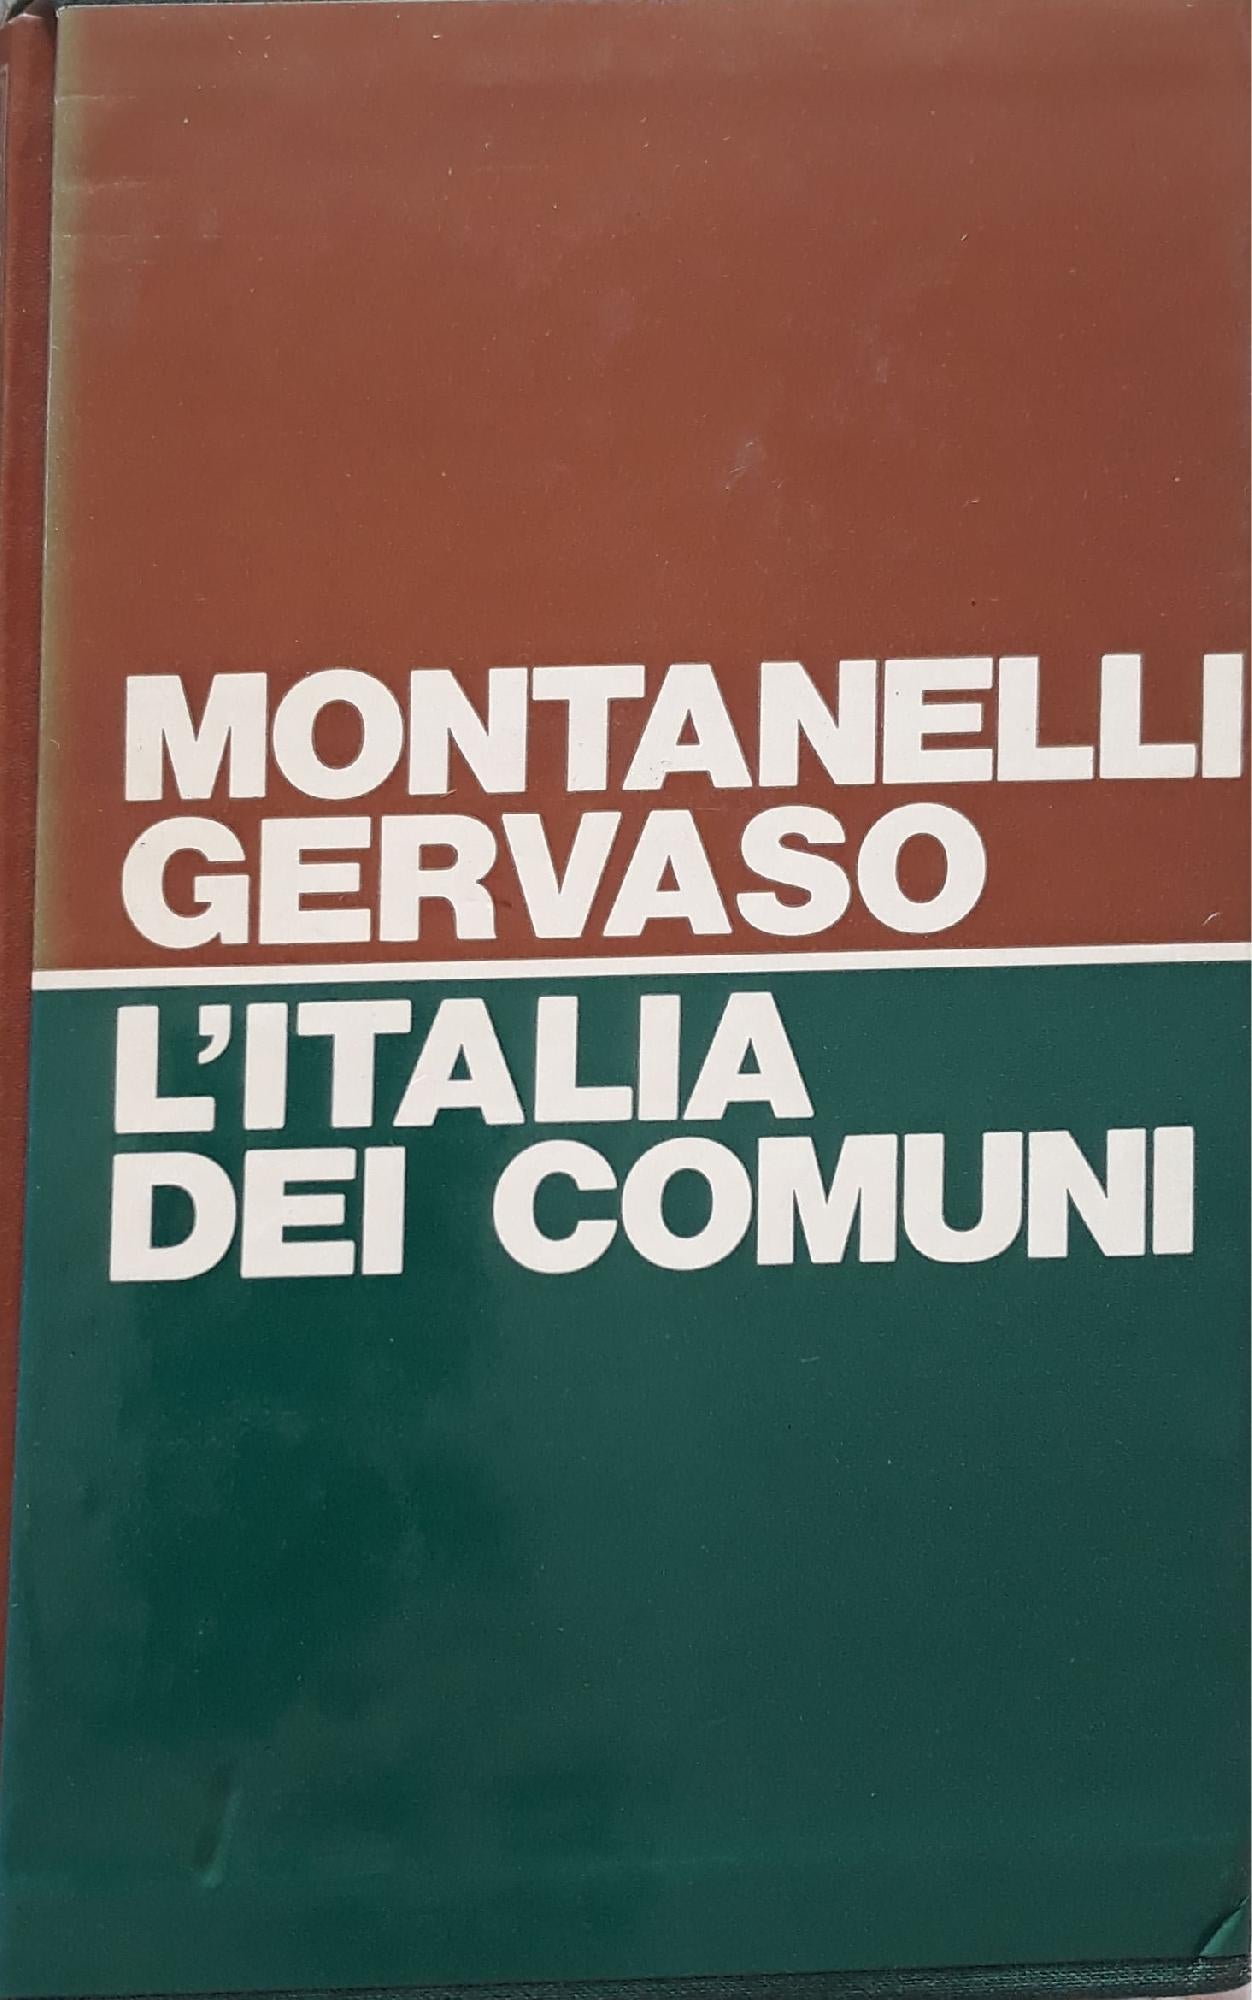 MONTANELLI
GERVASO
L'ITALIA
DEI COMUNI